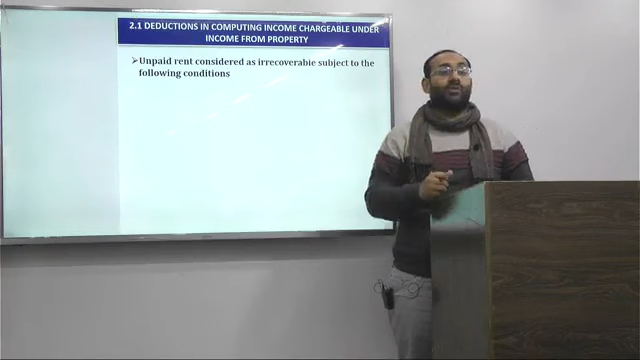 2.1 DEDUCTIONS IN COMPUTING INCOME CHARGEABLE UNDER
INCOME FROM PROPERTY
➢Unpaid rent considered as irrecoverable subject to the
following conditions